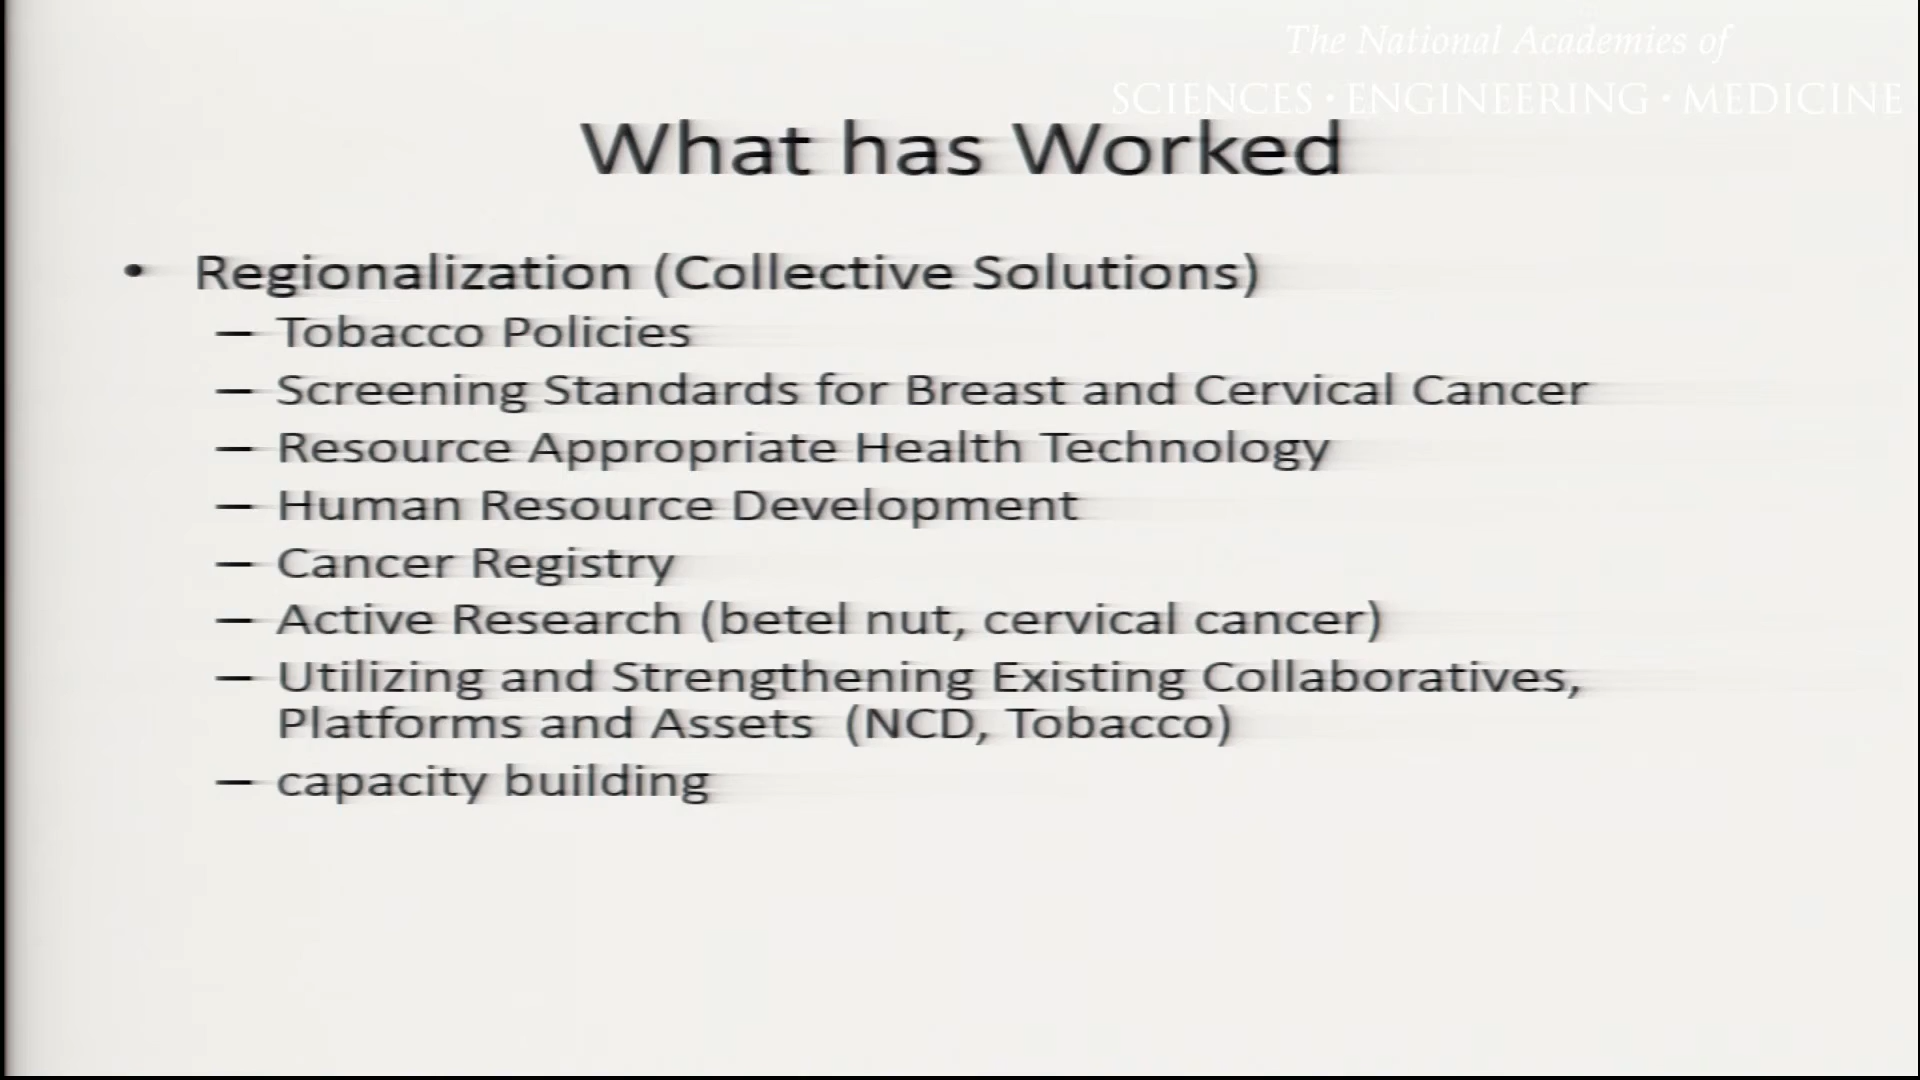 The National Academies of
SCIENCES · ENGINEERING · MEDICINE
What has Worked
• Regionalization (Collective Solutions)
– Tobacco Policies
– Screening Standards for Breast and Cervical Cancer
– Resource Appropriate Health Technology
– Human Resource Development
– Cancer Registry
– Active Research (betel nut, cervical cancer)
– Utilizing and Strengthening Existing Collaboratives,
Platforms and Assets (NCD, Tobacco)
– capacity building